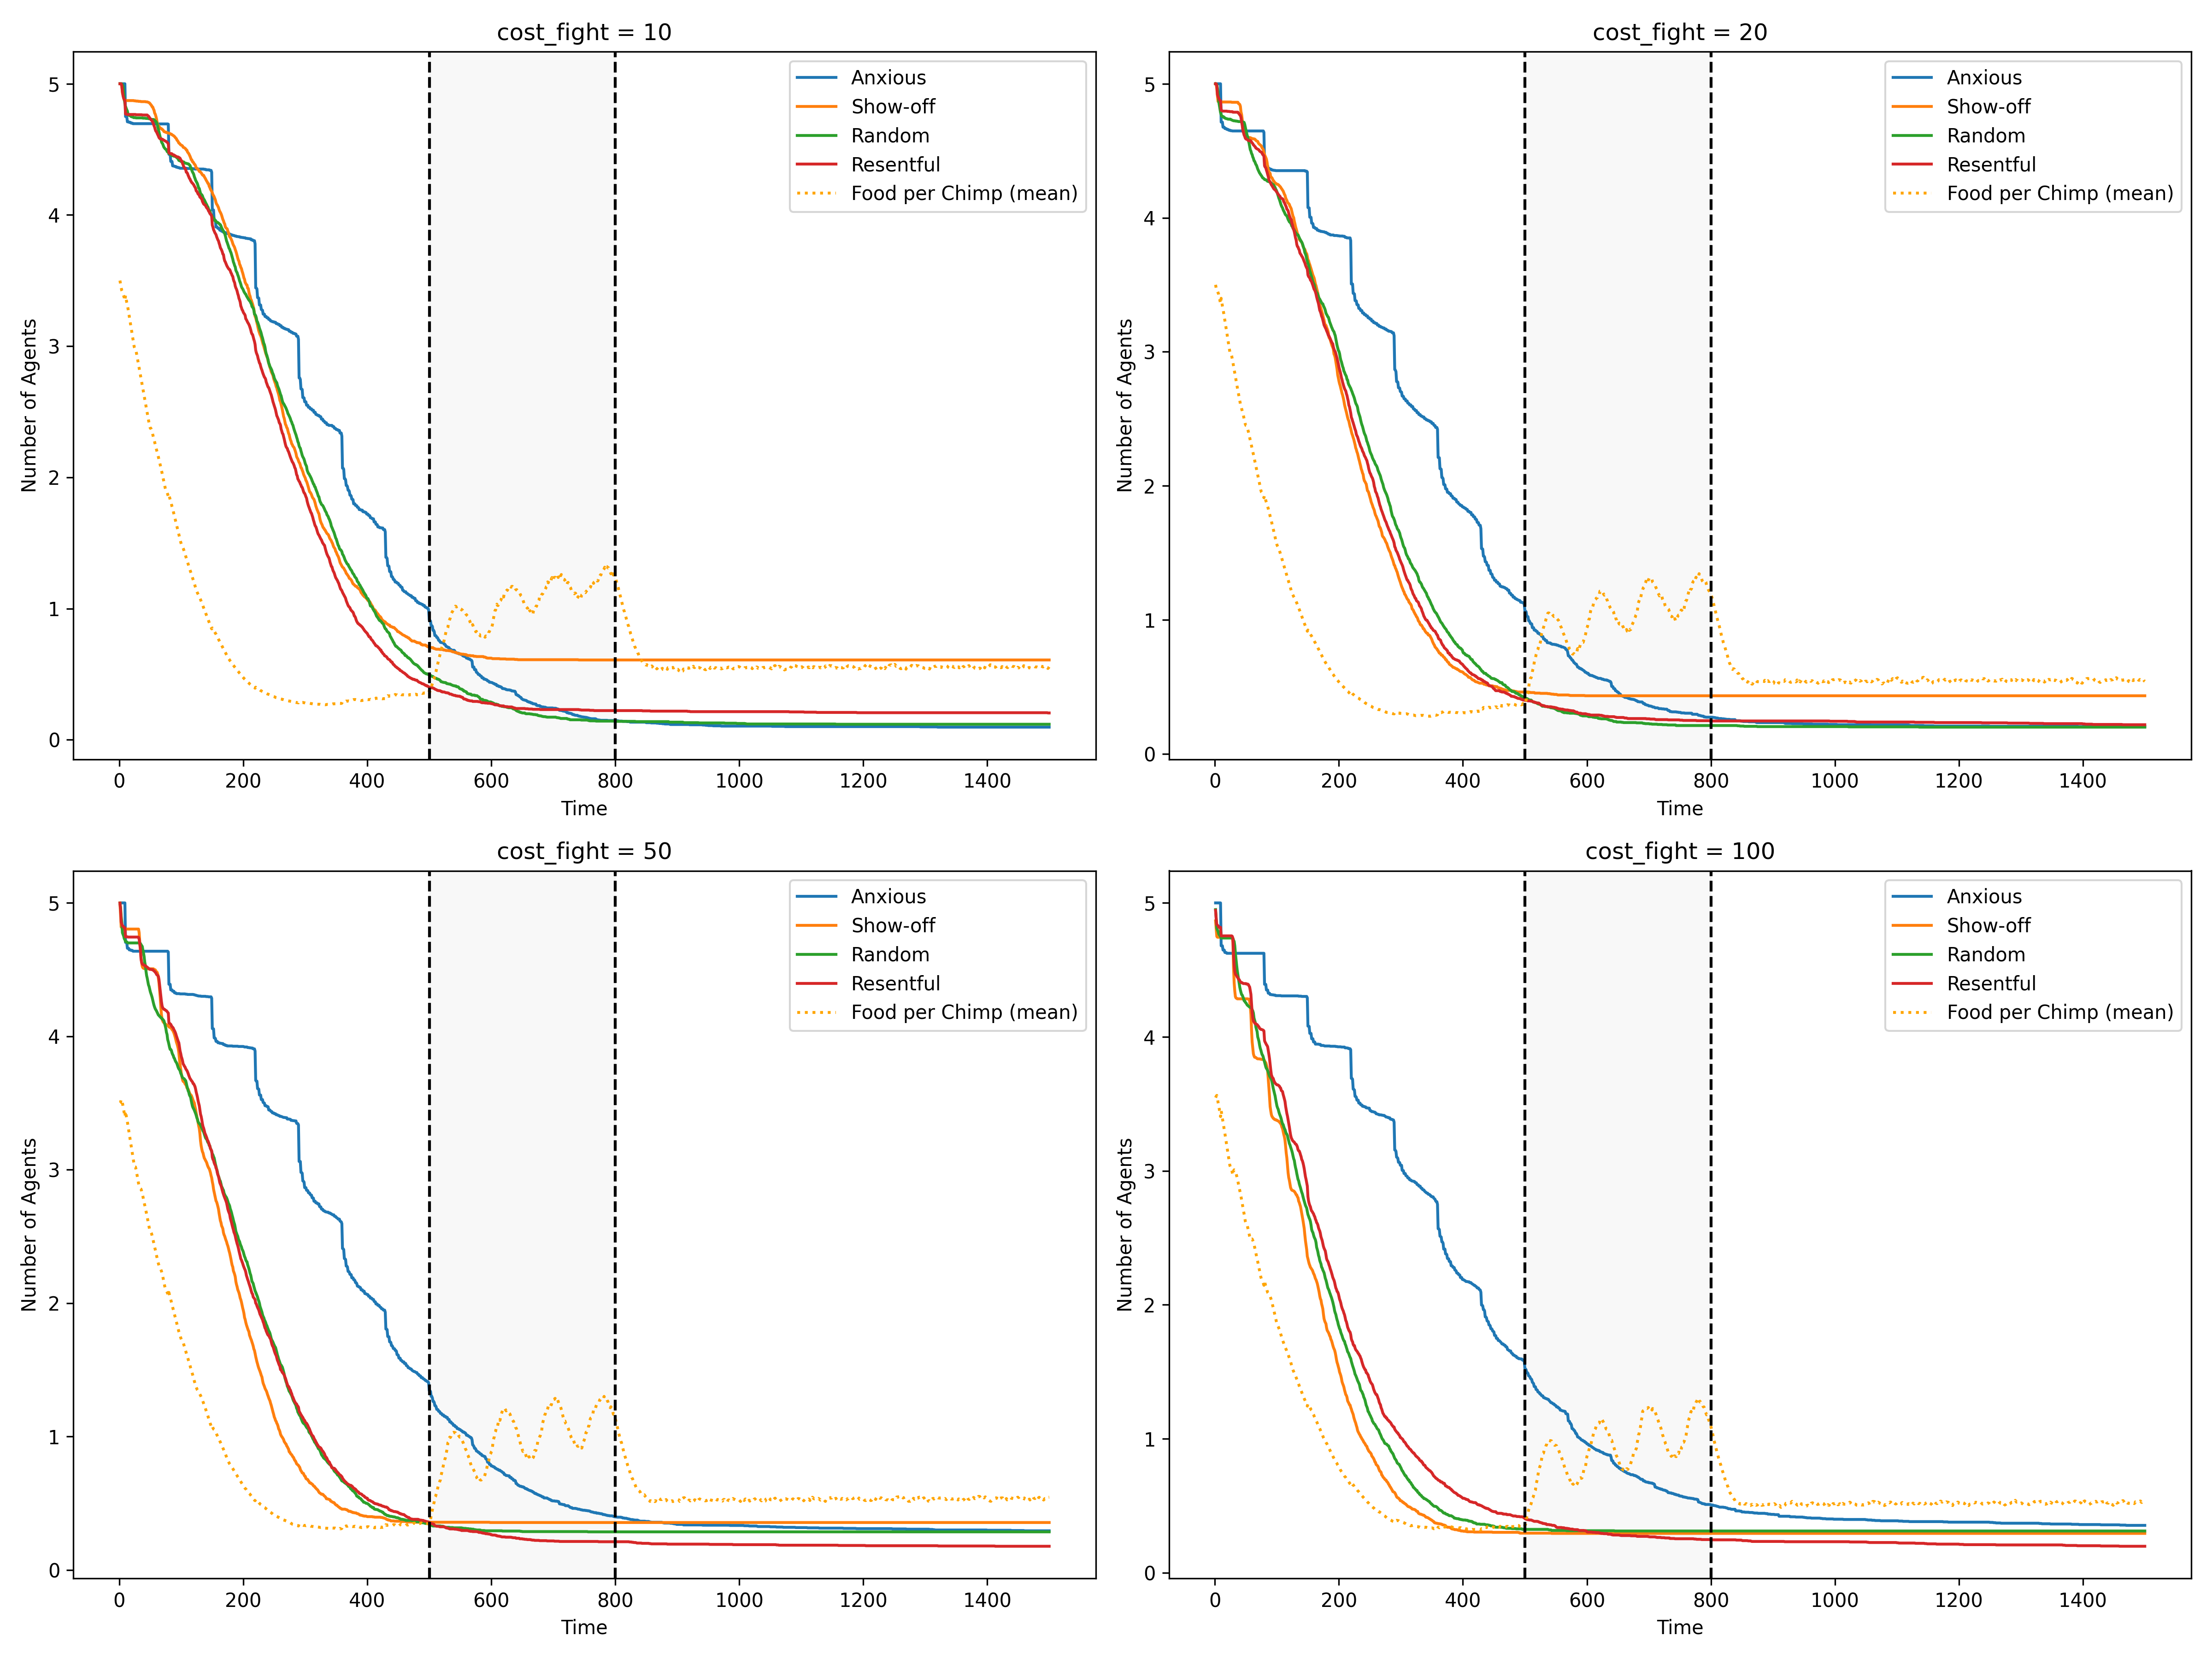 cost_fight = 10
Number of Agents
5
4
3
2
1
0
Anxious
Show-off
Random
Resentful
Food per Chimp (mean)
0 200 400 600 800 1000 1200 1400
Time
cost_fight = 20
Number of Agents
5
4
3
2
1
0
Anxious
Show-off
Random
Resentful
Food per Chimp (mean)
0 200 400 600 800 1000 1200 1400
Time
cost_fight = 50
Number of Agents
5
4
3
2
1
0
Anxious
Show-off
Random
Resentful
Food per Chimp (mean)
0 200 400 600 800 1000 1200 1400
Time
cost_fight = 100
Number of Agents
5
4
3
2
1
0
Anxious
Show-off
Random
Resentful
Food per Chimp (mean)
0 200 400 600 800 1000 1200 1400
Time